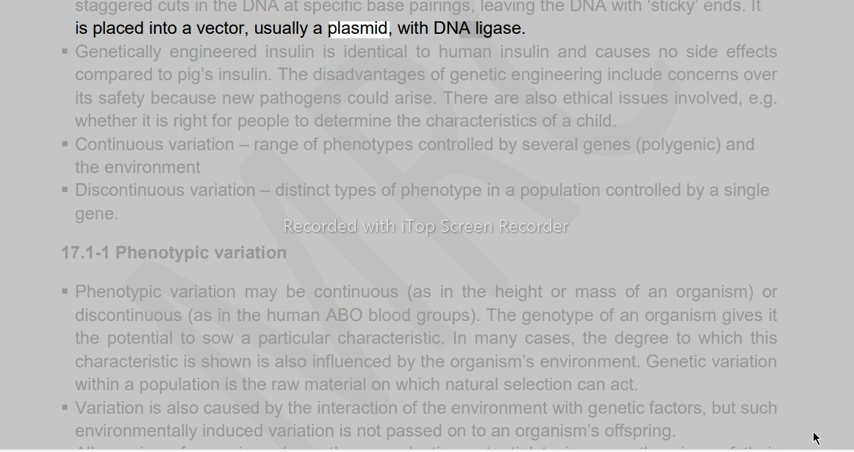 staggered cuts in the DNA at specific base pairings, leaving the DNA with 'sticky' ends. It
is placed into a vector, usually a plasmid, with DNA ligase.
▪ Genetically engineered insulin is identical to human insulin and causes no side effects
compared to pig's insulin. The disadvantages of genetic engineering include concerns over
its safety because new pathogens could arise. There are also ethical issues involved, e.g.
whether it is right for people to determine the characteristics of a child.
▪ Continuous variation – range of phenotypes controlled by several genes (polygenic) and
the environment
▪ Discontinuous variation – distinct types of phenotype in a population controlled by a single
gene.
Recorded with iTop Screen Recorder
17.1-1 Phenotypic variation
▪ Phenotypic variation may be continuous (as in the height or mass of an organism) or
discontinuous (as in the human ABO blood groups). The genotype of an organism gives it
the potential to sow a particular characteristic. In many cases, the degree to which this
characteristic is shown is also influenced by the organism's environment. Genetic variation
within a population is the raw material on which natural selection can act.
▪ Variation is also caused by the interaction of the environment with genetic factors, but such
environmentally induced variation is not passed on to an organism's offspring.